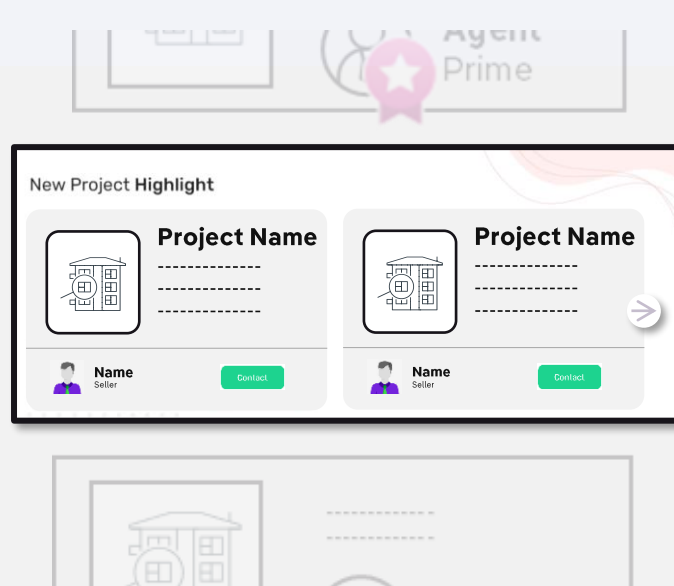 Agent
Prime
New Project Highlight
Project Name
Name
Seller
Contact
Project Name
Name
Seller
Contact